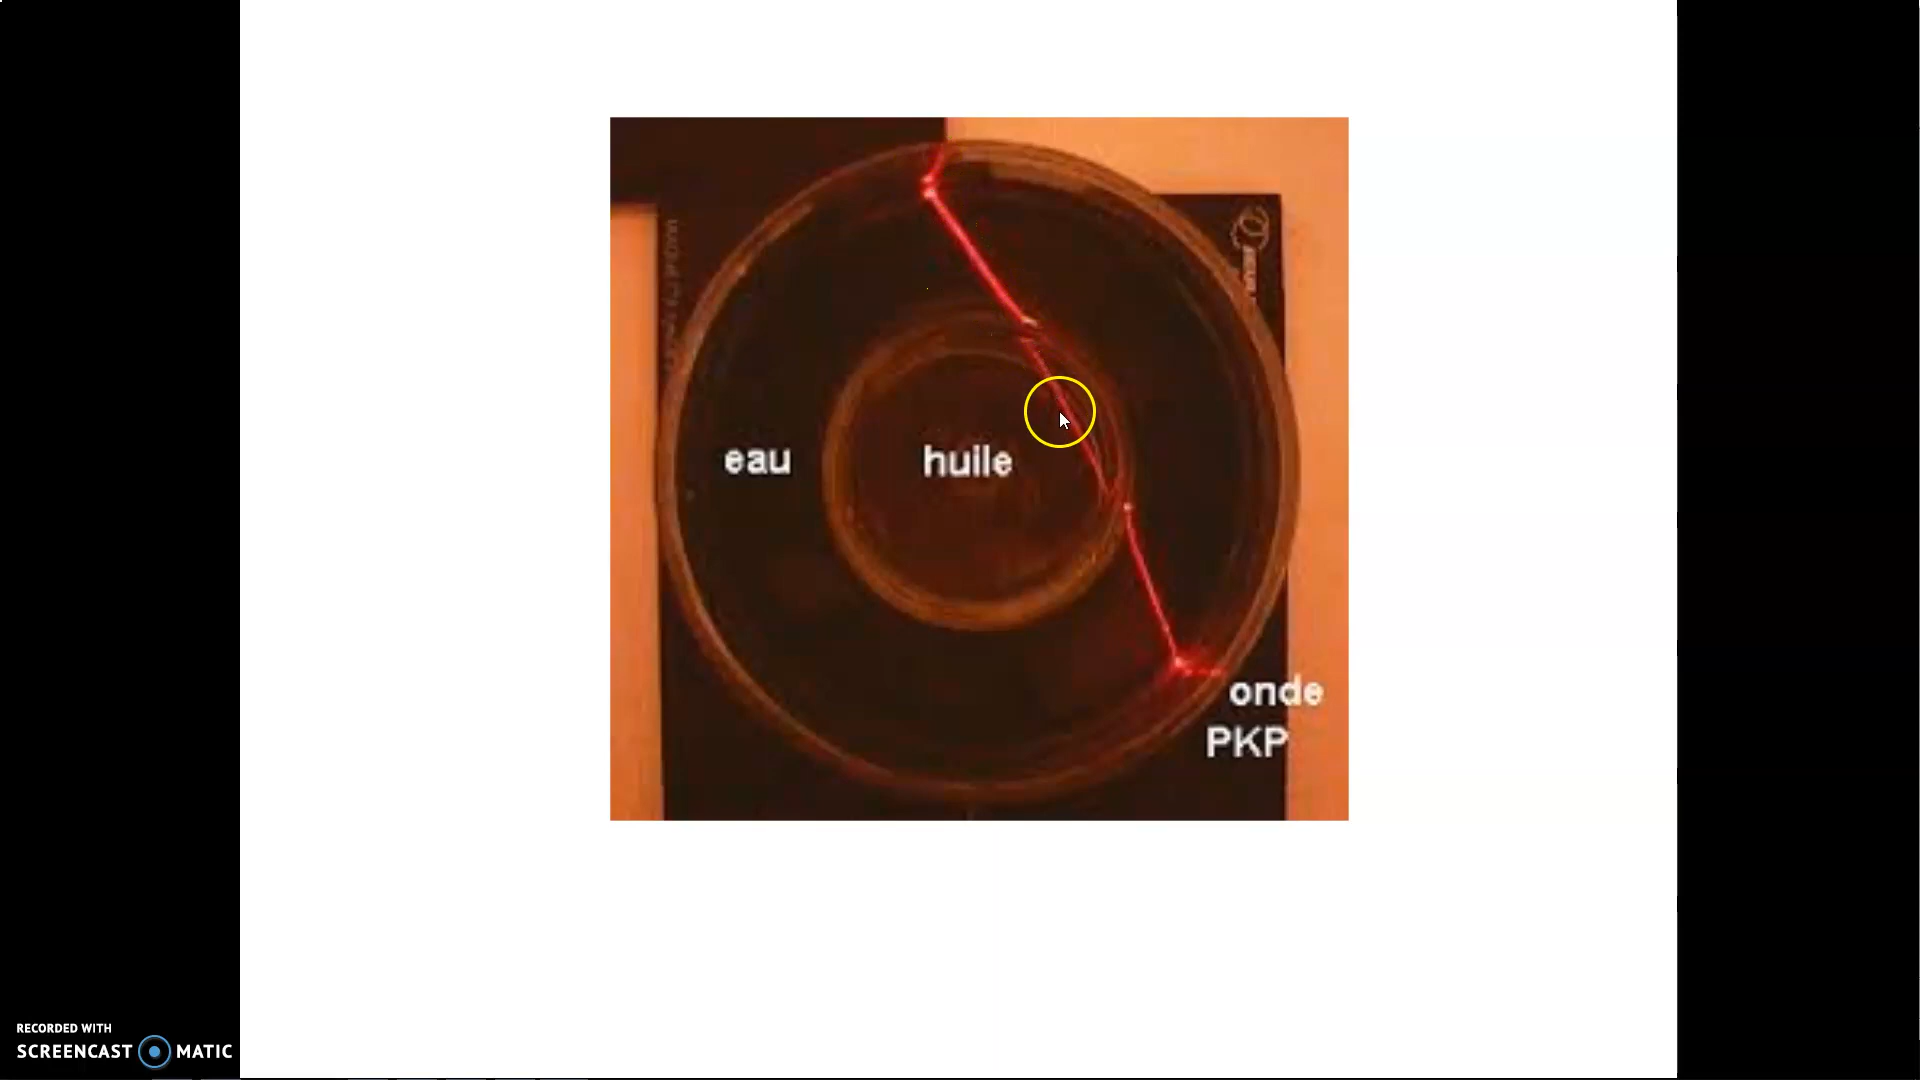 eau
huile
onde
PKP
RECORDED WITH
SCREENCAST MATIC